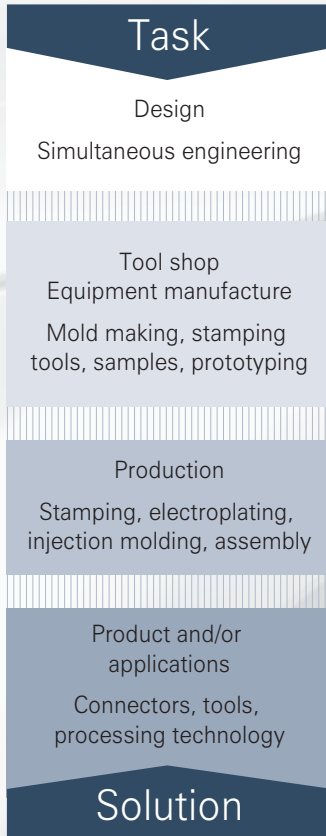 Task
Design
Simultaneous engineering
Tool shop
Equipment manufacture
Mold making, stamping
tools, samples, prototyping
Production
Stamping, electroplating,
injection molding, assembly
Product and/or
applications
Connectors, tools,
processing technology
Solution